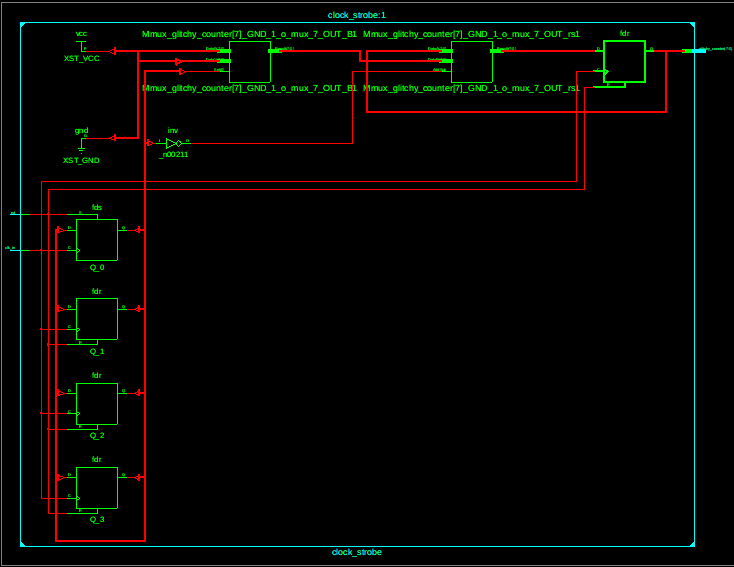 clock_strobe:1
vcc
XST_VCC
Mmux_glitchy_counter[7]_GND_1_o_mux_7_OUT_B1
Mmux_glitchy_counter[7]_GND_1_o_mux_7_OUT_rs1
fdr
Mmux_glitchy_counter[7]_GND_1_o_mux_7_OUT_B1
Mmux_glitchy_counter[7]_GND_1_o_mux_7_OUT_rs1
gnd
XST_GND
inv
_n00211
fds
Q_0
fdr
Q_1
fdr
Q_2
fdr
Q_3
clock_strobe